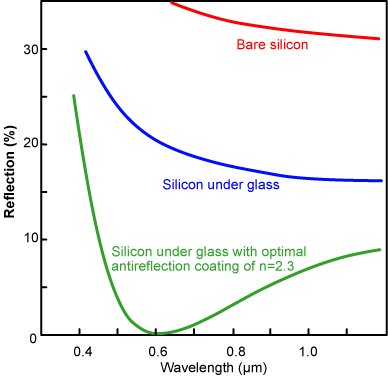 30
20
10
0
Reflection (%)
Bare silicon
Silicon under glass
Silicon under glass with optimal
antireflection coating of n=2.3
0.4 0.6 0.8 1.0
Wavelength (µm)